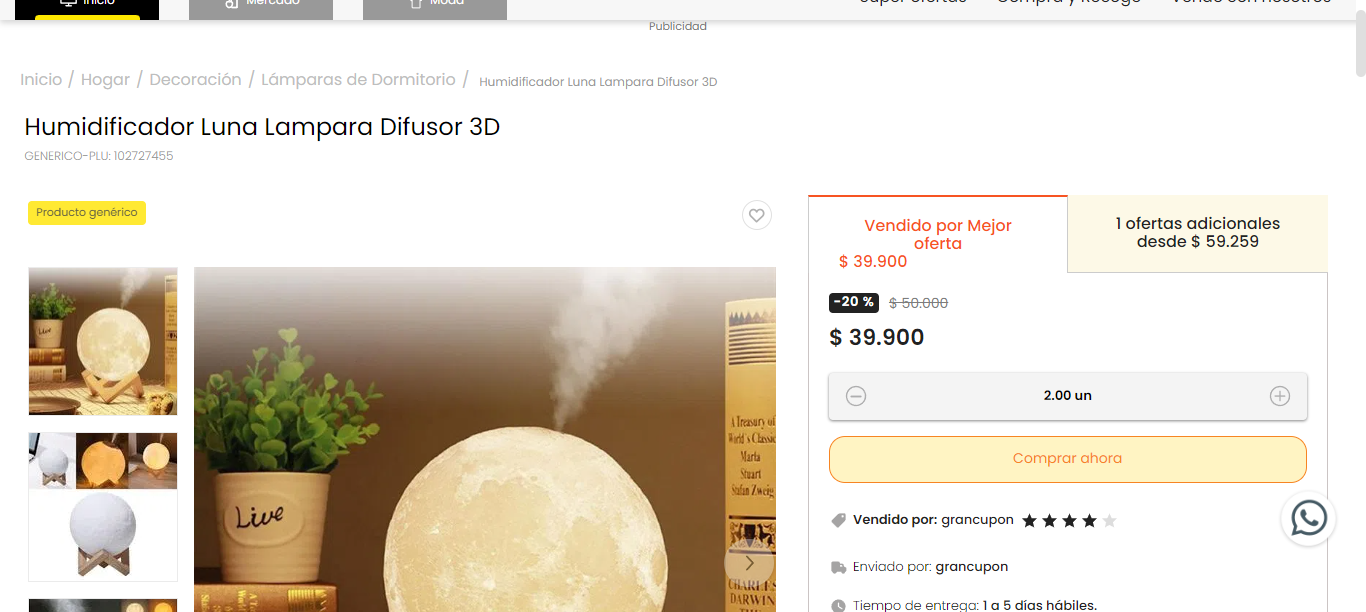 Inicio
Mercado
Moda
Súper ofertas
Compra y Recoge
Vende con nosotros
Publicidad
Inicio / Hogar / Decoración / Lámparas de Dormitorio / Humidificador Luna Lampara Difusor 3D
Humidificador Luna Lampara Difusor 3D
GENERICO-PLU: 102727455
Producto genérico
Live
Live
A Treasury of
World's Classic
Marta
Stuart
Stefan Zweig
CHARLES
DARWIN
Vendido por Mejor
oferta
$ 39.900
1 ofertas adicionales
desde $ 59.259
-20 % $ 50.000
$ 39.900
2.00 un
Comprar ahora
Vendido por: grancupon
Enviado por: grancupon
Tiempo de entrega: 1 a 5 días hábiles.